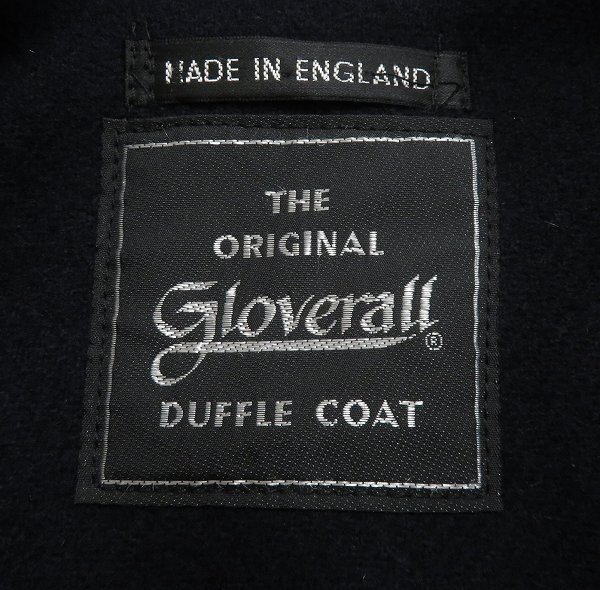 MADE IN ENGLAND
THE
ORIGINAL
Gloverall®
DUFFLE COAT